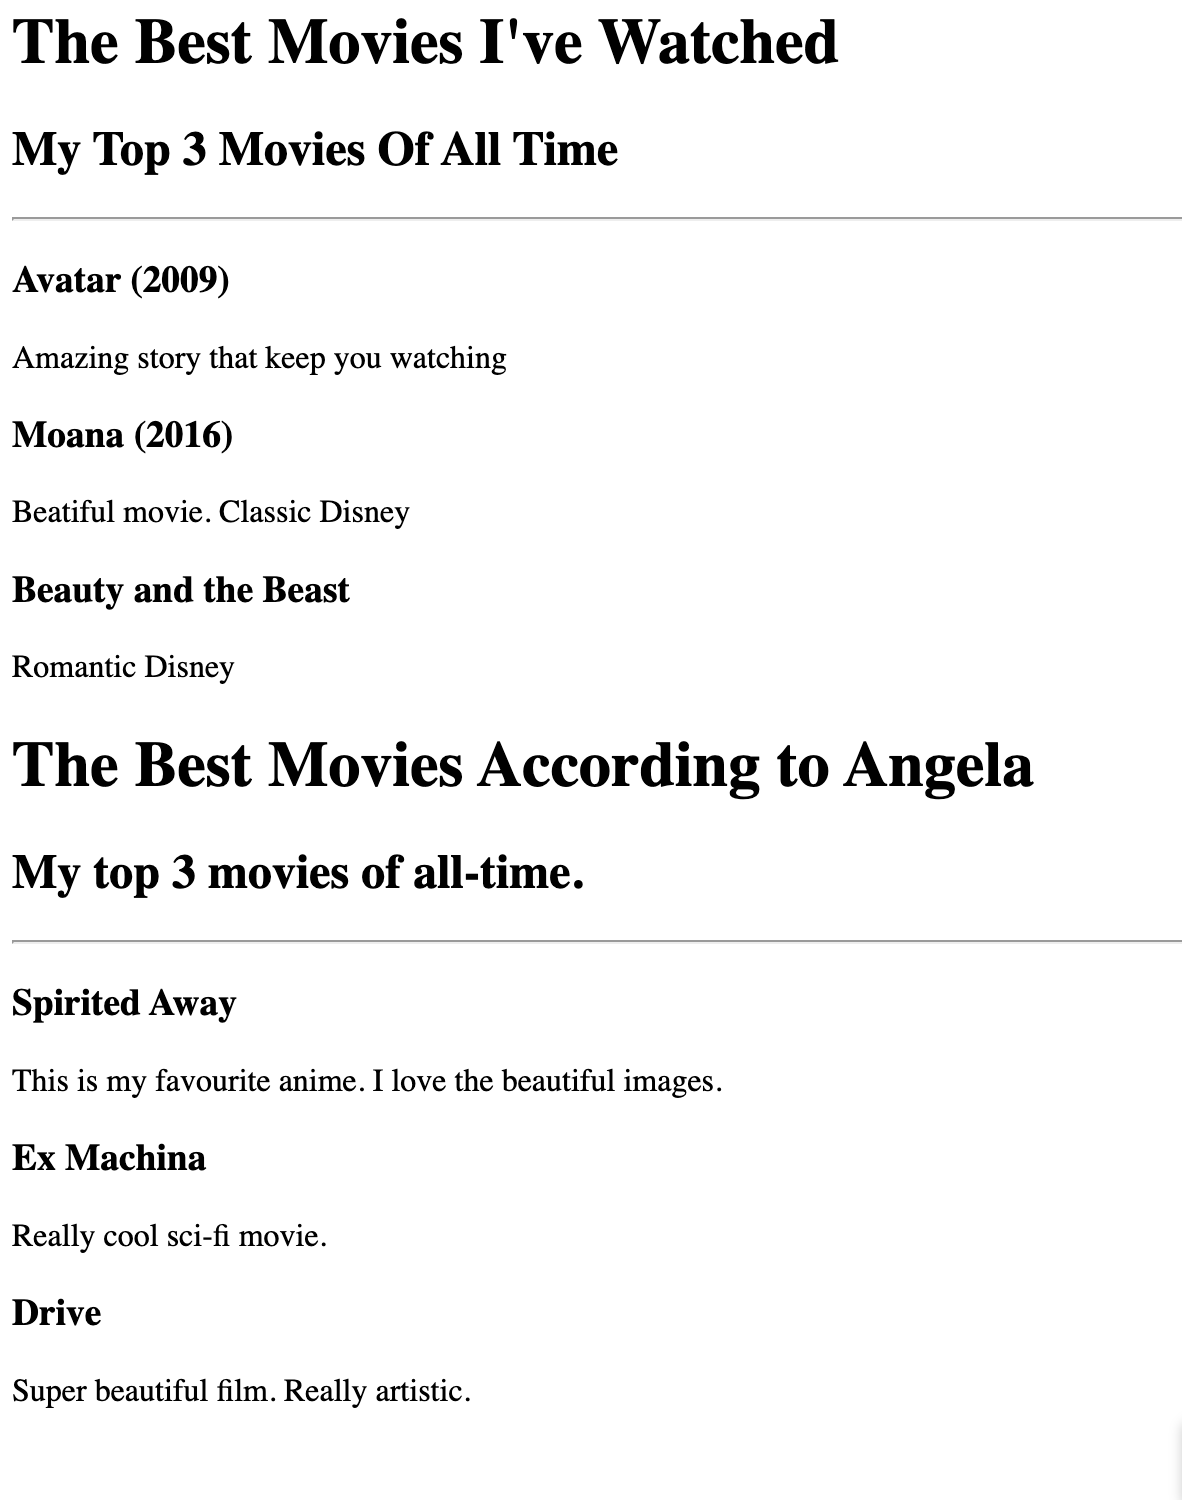 The Best Movies I've Watched
My Top 3 Movies Of All Time
Avatar (2009)
Amazing story that keep you watching
Moana (2016)
Beatiful movie. Classic Disney
Beauty and the Beast
Romantic Disney
The Best Movies According to Angela
My top 3 movies of all-time.
Spirited Away
This is my favourite anime. I love the beautiful images.
Ex Machina
Really cool sci-fi movie.
Drive
Super beautiful film. Really artistic.